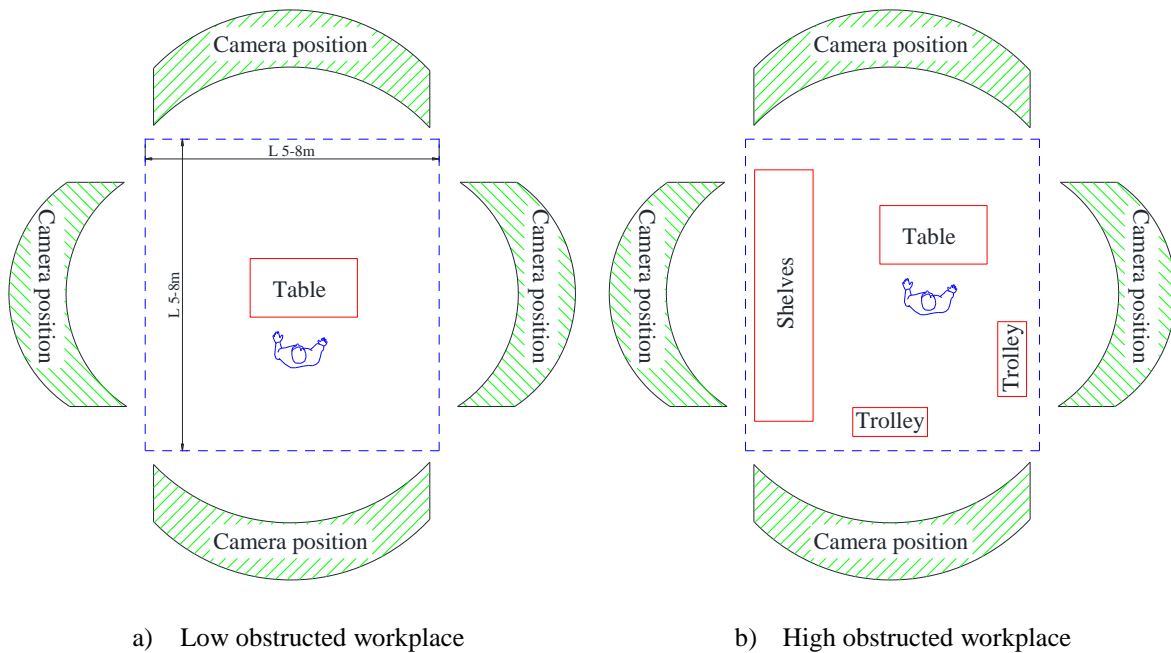 Camera position
L 5-8m
L 5-8m
Camera position
Table
Camera position
Camera position
a) Low obstructed workplace
Camera position
Camera position
Shelves
Table
Camera position
Trolley
Trolley
Camera position
b) High obstructed workplace